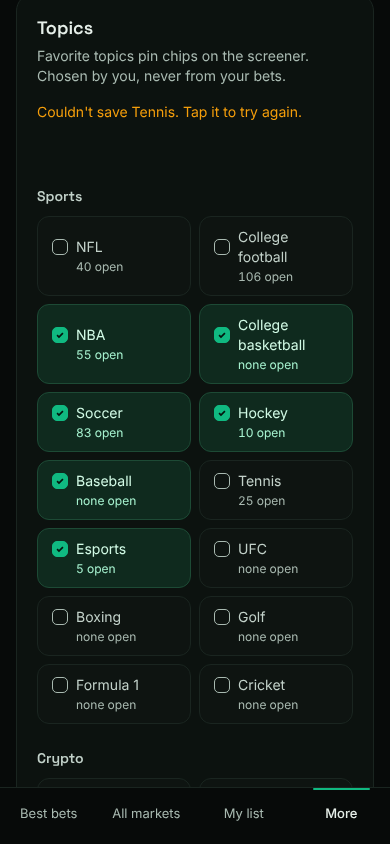 Topics
Favorite topics pin chips on the screener.
Chosen by you, never from your bets.
Couldn't save Tennis. Tap it to try again.
Sports
NFL
40 open
College
football
106 open
NBA
55 open
College
basketball
none open
Soccer
83 open
Hockey
10 open
Baseball
none open
Tennis
25 open
Esports
5 open
UFC
none open
Boxing
none open
Golf
none open
Formula 1
none open
Cricket
none open
Crypto
Best bets
All markets
My list
More